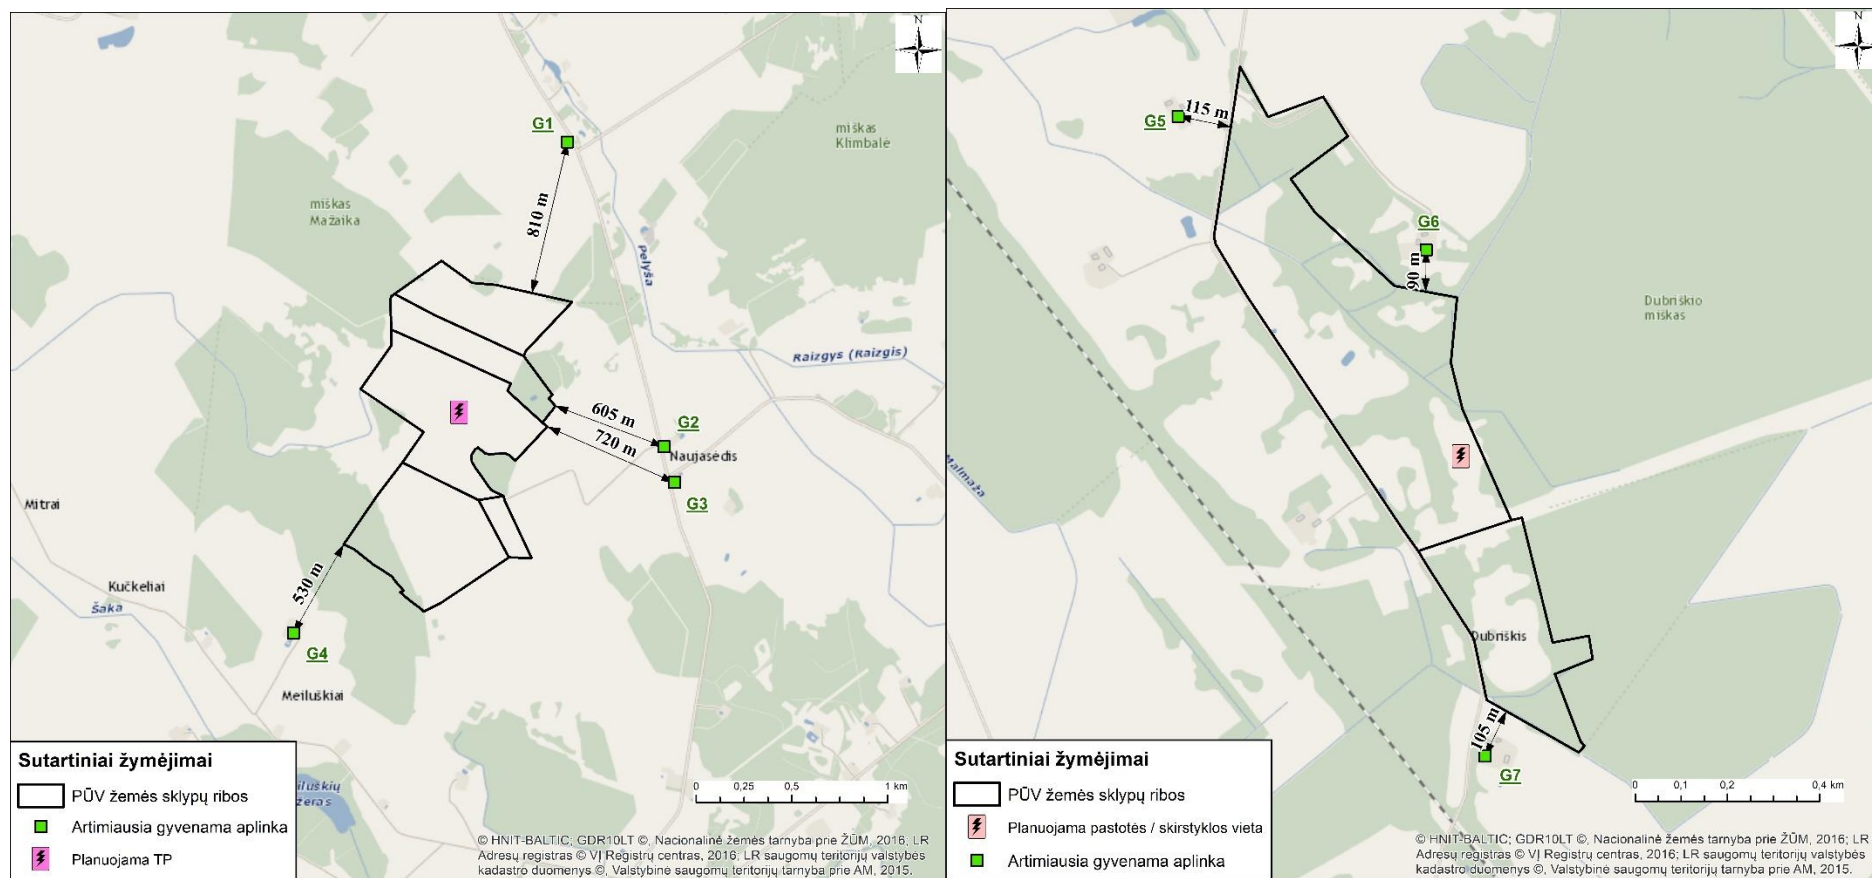 N
G1
miškas
Klimbalė
810 m
miškas
Mažaika
Pelyša
Raizgys (Raizgis)
605 m
G2
720 m
Naujasėdis
G3
Mitrai
530 m
Kučkeliai
Šaka
G4
Meiluškiai
Sutartiniai žymėjimai
PŪV žemės sklypų ribos
Artimiausia gyvenama aplinka
Planuojama TP
0 0,25 0,5 1 km
© HNIT-BALTIC; GDR10LT ©, Nacionalinė žemės tarnyba prie ŽŪM, 2016, LR
Adresų registras © VĮ Registrų centras, 2016; LR saugomų teritorijų valstybės
kadastro duomenys ©, Valstybinė saugomų teritorijų tarnyba prie AM, 2015.
N
115 m
G5
G6
90 m
Dubriškio
miškas
Malmaža
Dubriškis
105 m
G7
Sutartiniai žymėjimai
PŪV žemės sklypų ribos
Planuojama pastotės / skirstyklos vieta
Artimiausia gyvenama aplinka
0 0,1 0,2 0,4 km
© HNIT-BALTIC; GDR10LT ©, Nacionalinė žemės tarnyba prie ŽŪM, 2016; LR
Adresų registras © VĮ Registrų centras, 2016; LR saugomų teritorijų valstybės
kadastro duomenys ©, Valstybinė saugomų teritorijų tarnyba prie AM, 2015.